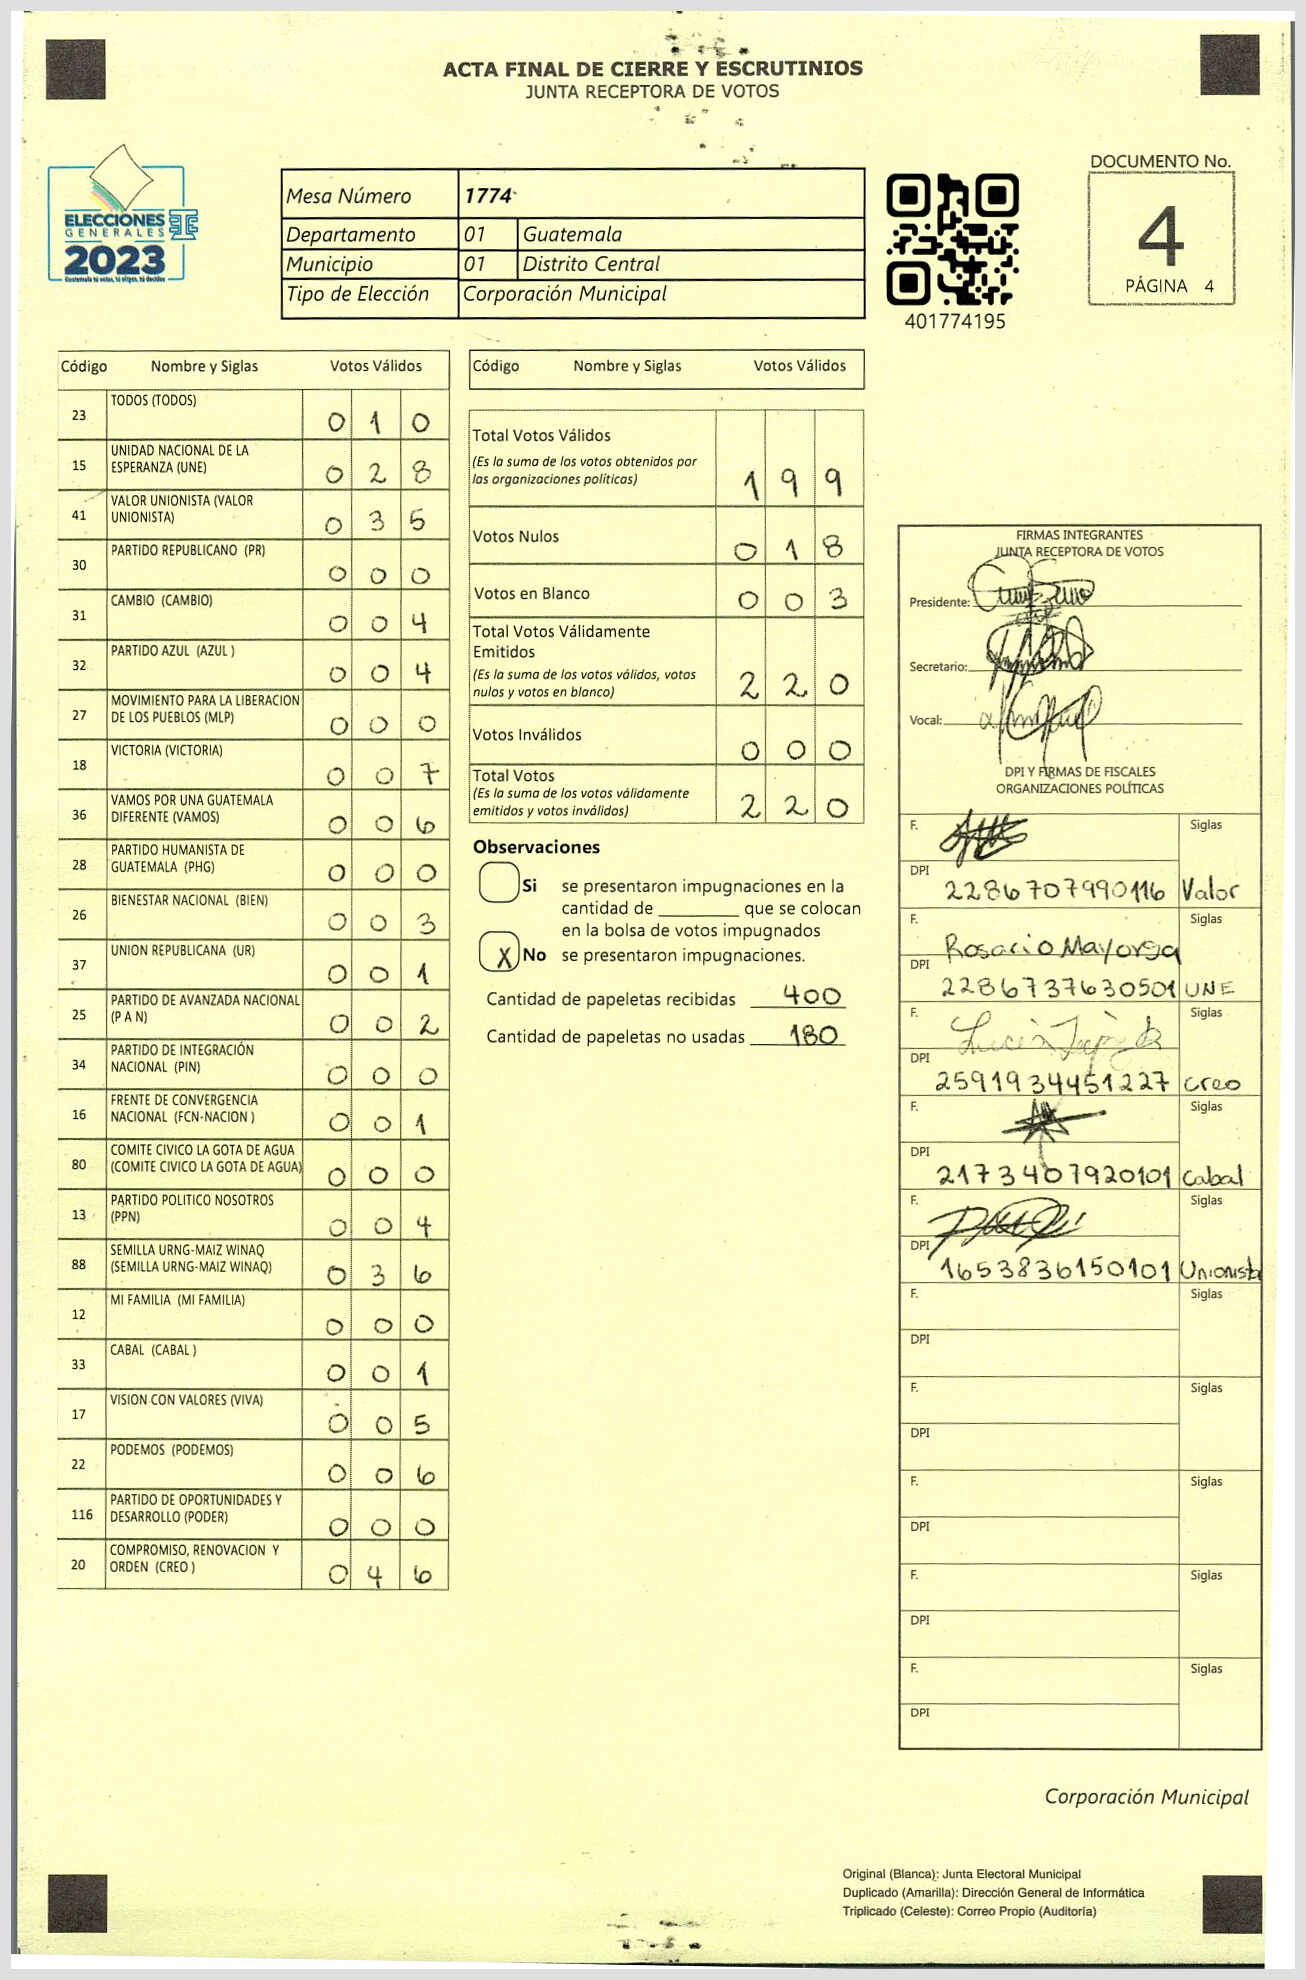 ACTA FINAL DE CIERRE Y ESCRUTINIOS
JUNTA RECEPTORA DE VOTOS
ELECCIONES
GENERALES
2023
Guatemala tú votas, tú eliges, tú decides
Mesa Número 1774
Departamento 01 Guatemala
Municipio 01 Distrito Central
Tipo de Elección Corporación Municipal
401774195
DOCUMENTO No.
4
PÁGINA 4
Código Nombre y Siglas Votos Válidos
23 TODOS (TODOS) 0 1 0
15 UNIDAD NACIONAL DE LA
ESPERANZA (UNE) 0 2 8
41 VALOR UNIONISTA (VALOR
UNIONISTA) 0 3 5
30 PARTIDO REPUBLICANO (PR) 0 0 0
31 CAMBIO (CAMBIO) 0 0 4
32 PARTIDO AZUL (AZUL ) 0 0 4
27 MOVIMIENTO PARA LA LIBERACION
DE LOS PUEBLOS (MLP) 0 0 0
18 VICTORIA (VICTORIA) 0 0 7
36 VAMOS POR UNA GUATEMALA
DIFERENTE (VAMOS) 0 0 6
28 PARTIDO HUMANISTA DE
GUATEMALA (PHG) 0 0 0
26 BIENESTAR NACIONAL (BIEN) 0 0 3
37 UNION REPUBLICANA (UR) 0 0 1
25 PARTIDO DE AVANZADA NACIONAL
(P A N) 0 0 2
34 PARTIDO DE INTEGRACIÓN
NACIONAL (PIN) 0 0 0
16 FRENTE DE CONVERGENCIA
NACIONAL (FCN-NACION ) 0 0 1
80 COMITE CIVICO LA GOTA DE AGUA
(COMITE CIVICO LA GOTA DE AGUA) 0 0 0
13 PARTIDO POLITICO NOSOTROS
(PPN) 0 0 4
88 SEMILLA URNG-MAIZ WINAQ
(SEMILLA URNG-MAIZ WINAQ) 0 3 6
12 MI FAMILIA (MI FAMILIA) 0 0 0
33 CABAL (CABAL ) 0 0 1
17 VISION CON VALORES (VIVA) 0 0 5
22 PODEMOS (PODEMOS) 0 0 6
116 PARTIDO DE OPORTUNIDADES Y
DESARROLLO (PODER) 0 0 0
20 COMPROMISO, RENOVACION Y
ORDEN (CREO ) 0 4 6
Código Nombre y Siglas Votos Válidos
Total Votos Válidos
(Es la suma de los votos obtenidos por
las organizaciones políticas) 1 9 9
Votos Nulos 0 1 8
Votos en Blanco 0 0 3
Total Votos Válidamente
Emitidos
(Es la suma de los votos válidos, votos
nulos y votos en blanco) 2 2 0
Votos Inválidos 0 0 0
Total Votos
(Es la suma de los votos válidamente
emitidos y votos inválidos) 2 2 0
Observaciones
Si se presentaron impugnaciones en la
cantidad de ________ que se colocan
en la bolsa de votos impugnados
X No se presentaron impugnaciones.
Cantidad de papeletas recibidas 400
Cantidad de papeletas no usadas 180
FIRMAS INTEGRANTES
JUNTA RECEPTORA DE VOTOS
Presidente:
Secretario:
Vocal:
DPI Y FIRMAS DE FISCALES
ORGANIZACIONES POLÍTICAS
F. Siglas
DPI
2286707990116 Valor
F. Rosario Mayorga Siglas
DPI
2286737630501 UNE
F. Siglas
DPI
2591934451227 Creo
F. Siglas
DPI
2173407920101 Cabal
F. Siglas
DPI
1653836150101 Unionista
F. Siglas
DPI
F. Siglas
DPI
F. Siglas
DPI
F. Siglas
DPI
F. Siglas
DPI
Corporación Municipal
Original (Blanca): Junta Electoral Municipal
Duplicado (Amarilla): Dirección General de Informática
Triplicado (Celeste): Correo Propio (Auditoría)